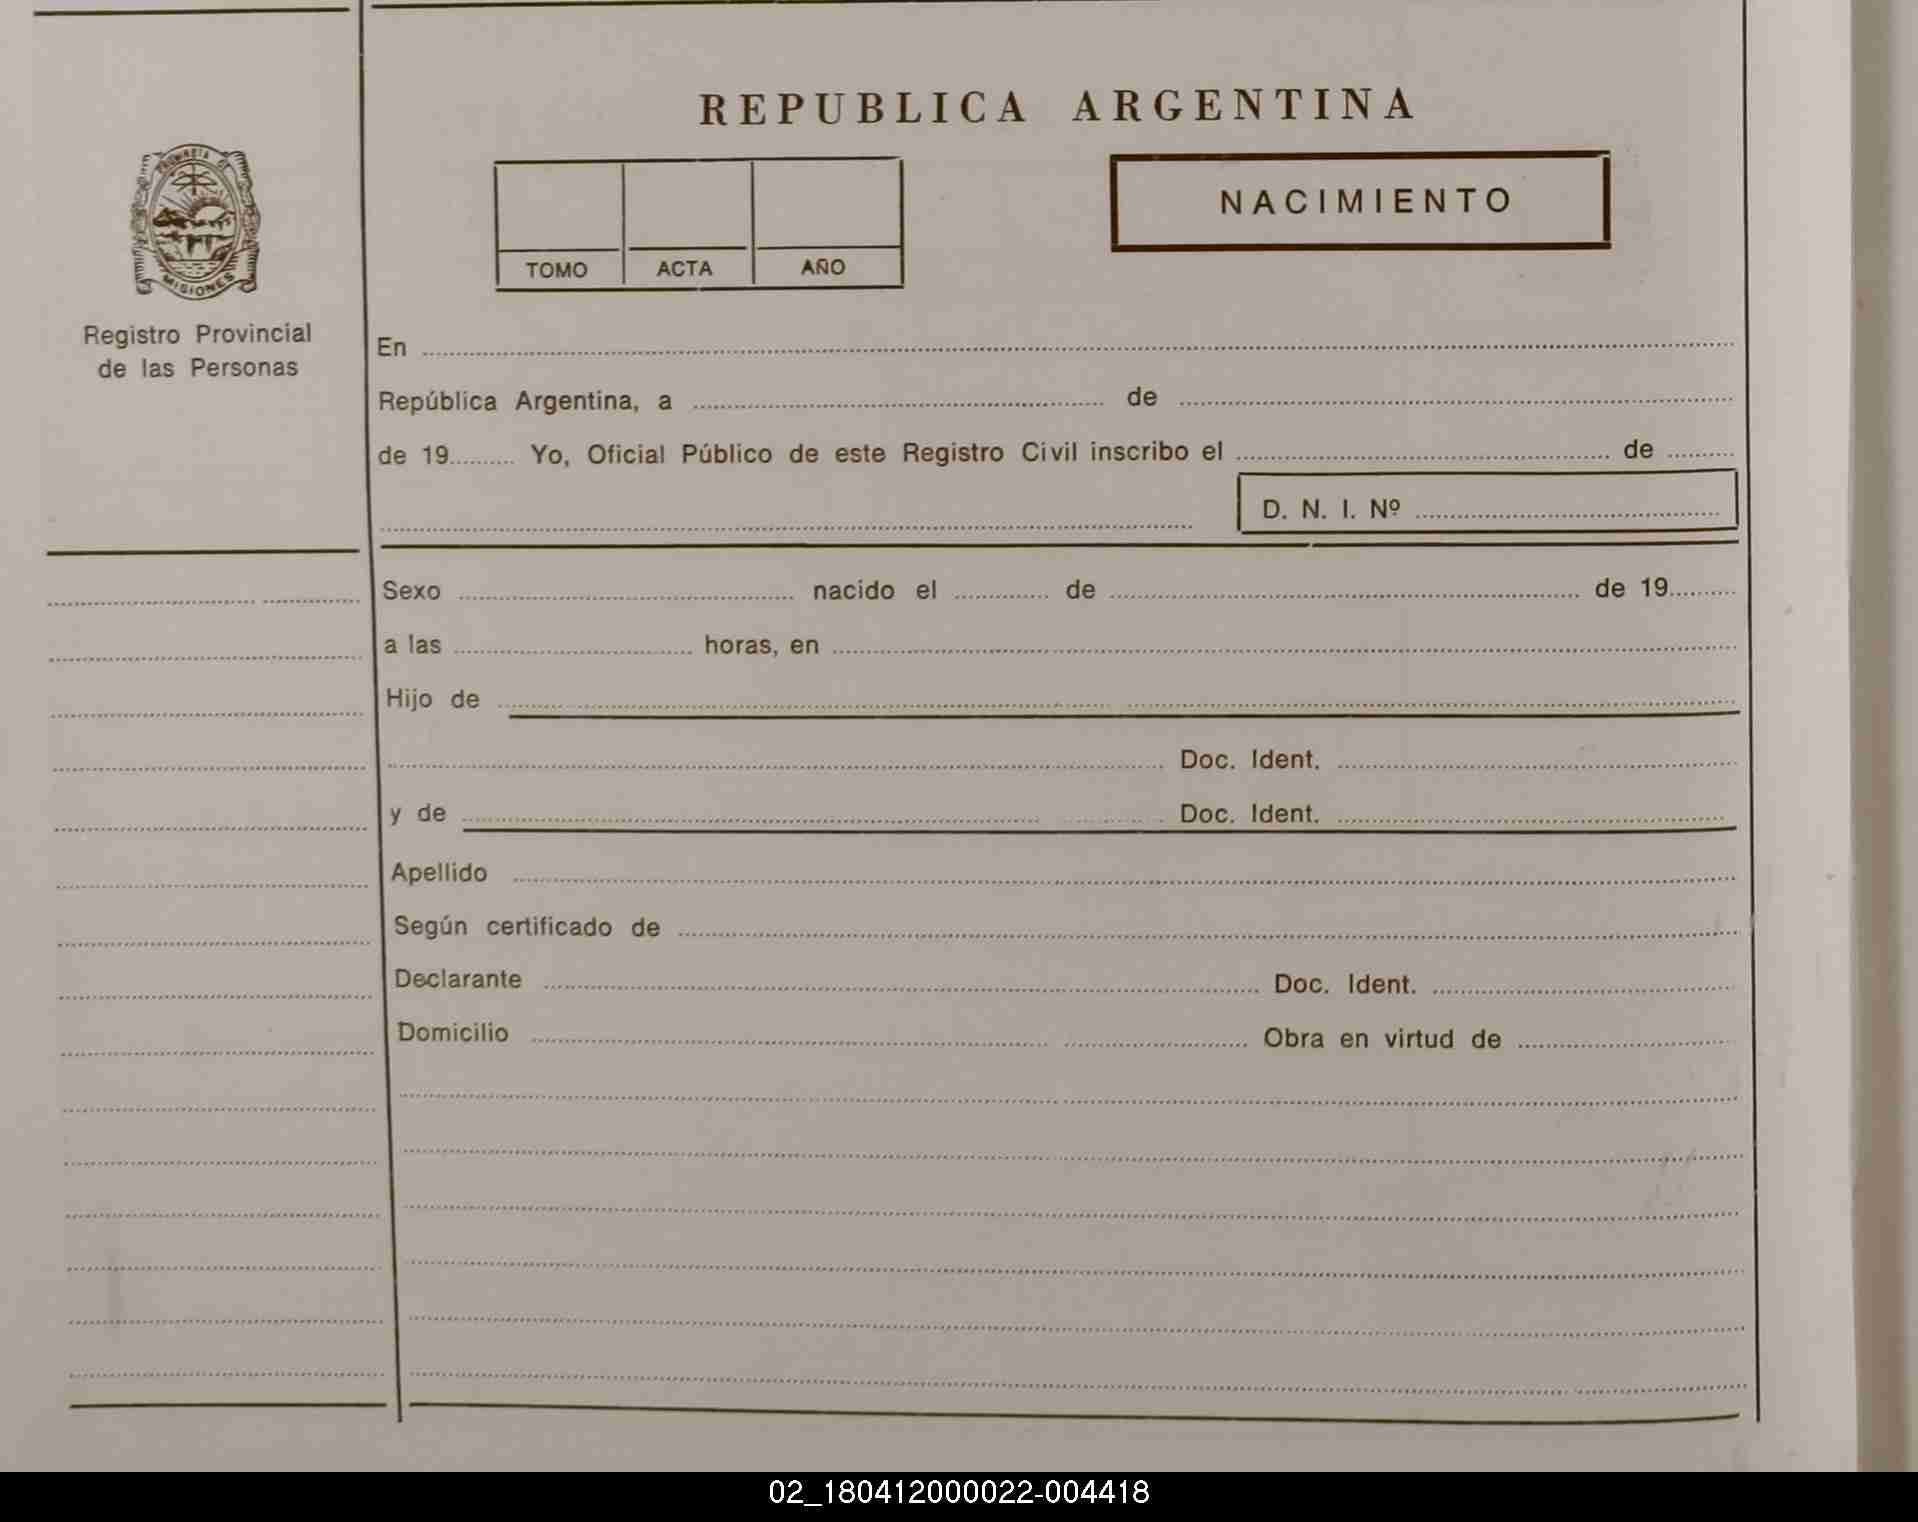 PROVINCIA DE
MISIONES
Registro Provincial
de las Personas
REPUBLICA ARGENTINA
TOMO ACTA AÑO
NACIMIENTO
En
República Argentina, a de
de 19 Yo, Oficial Público de este Registro Civil inscribo el de
D. N. I. Nº
Sexo nacido el de de 19
a las horas, en
Hijo de
Doc. Ident.
y de Doc. Ident.
Apellido
Según certificado de
Declarante Doc. Ident.
Domicilio Obra en virtud de
02_180412000022-004418